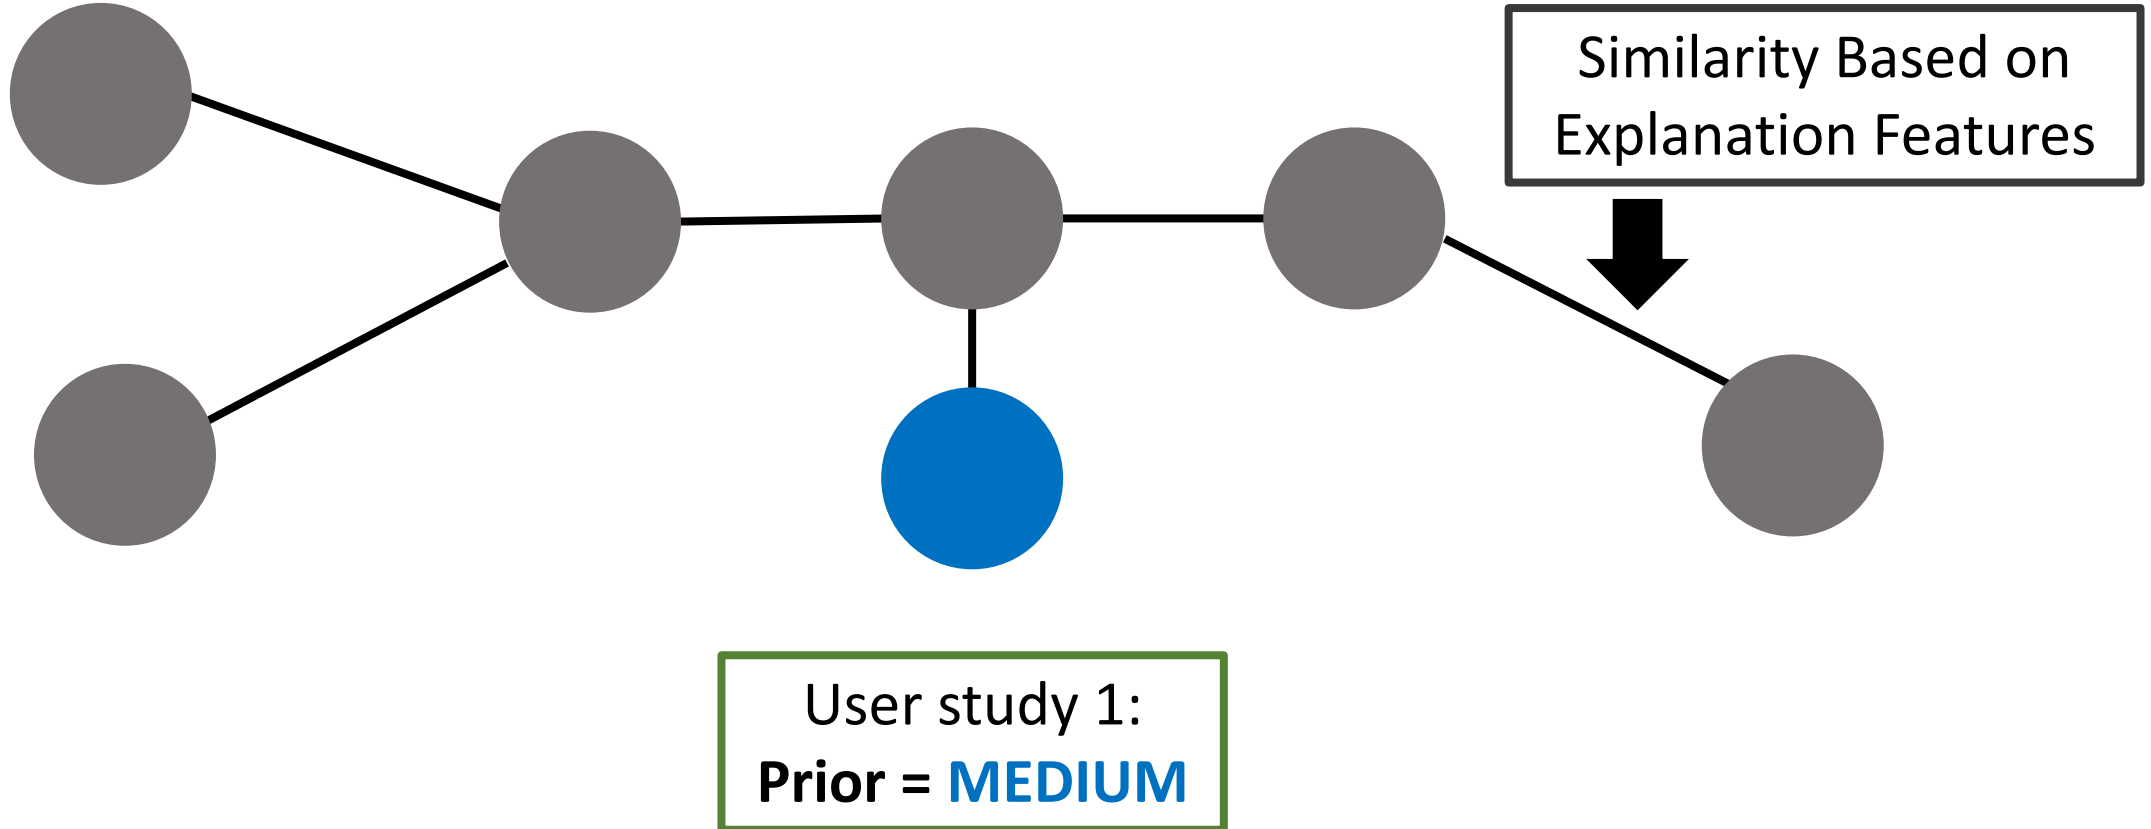 Similarity Based on
Explanation Features
User study 1:
Prior = MEDIUM